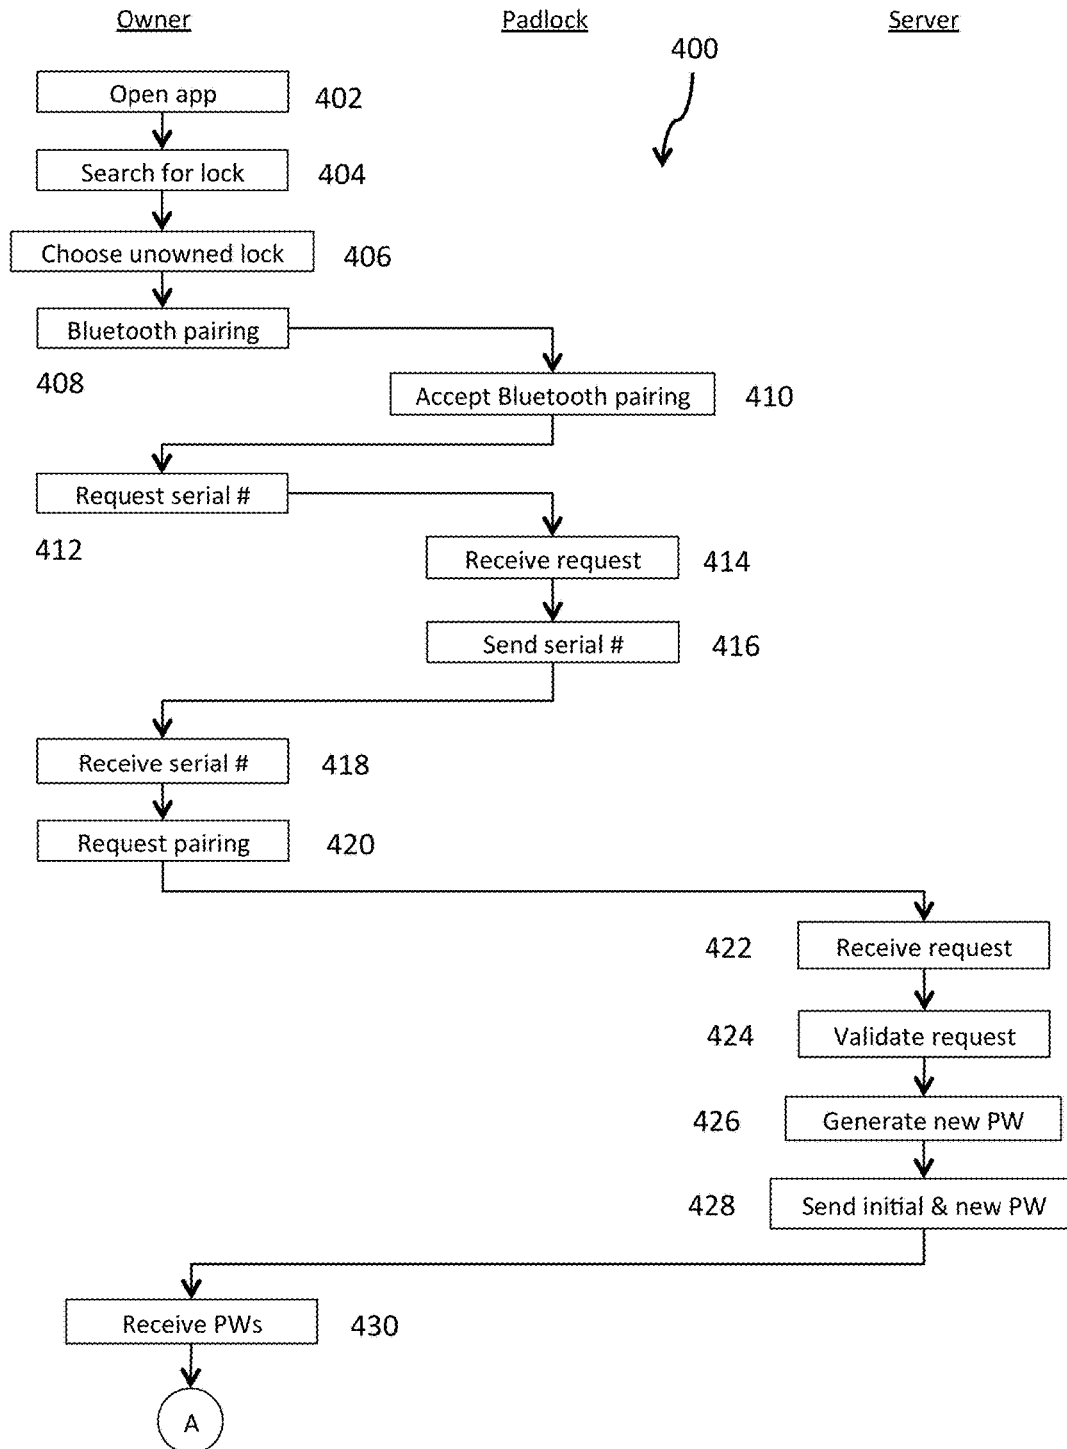 Owner Padlock Server
400
Open app 402
Search for lock 404
Choose unowned lock 406
Bluetooth pairing
408
Accept Bluetooth pairing 410
Request serial #
412
Receive request 414
Send serial # 416
Receive serial # 418
Request pairing 420
422 Receive request
424 Validate request
426 Generate new PW
428 Send initial & new PW
Receive PWs 430
A